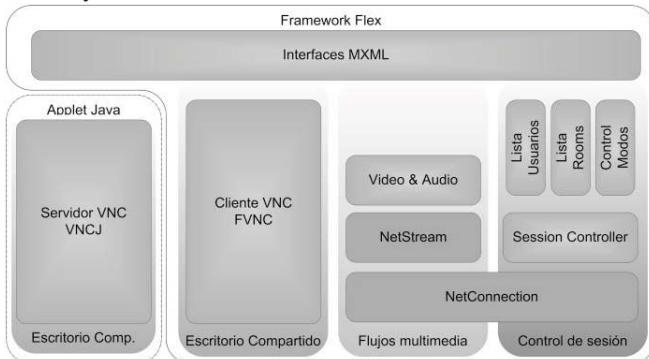 Framework Flex
Interfaces MXML
Applet Java
Servidor VNC
VNCJ
Escritorio Comp.
Cliente VNC
FVNC
Escritorio Compartido
Video & Audio
NetStream
Flujos multimedia
Lista
Usuarios
Lista
Rooms
Control
Modos
Session Controller
NetConnection
Control de sesión